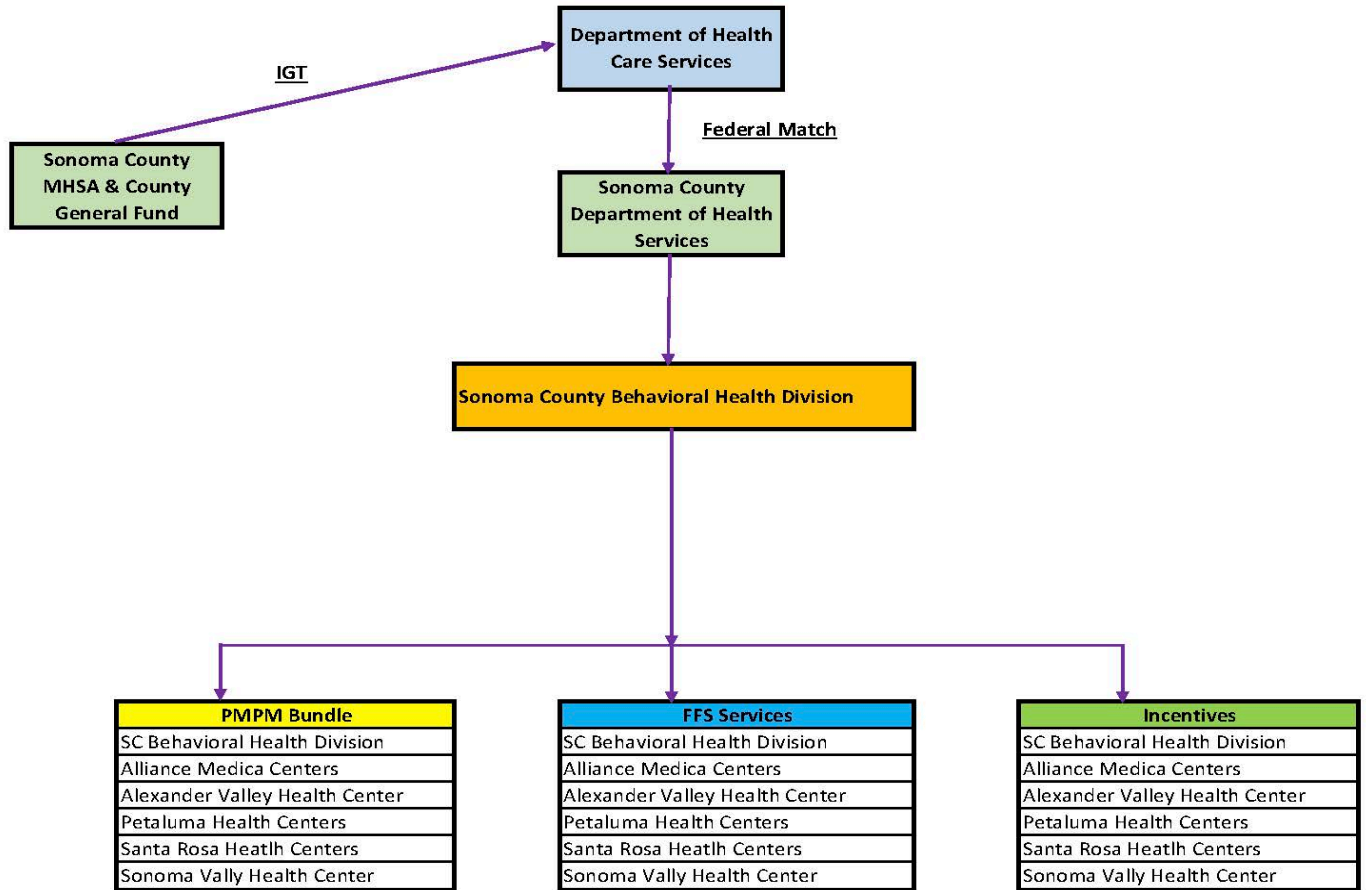 Department of Health
Care Services
IGT
Federal Match
Sonoma County
MHSA & County
General Fund
Sonoma County
Department of Health
Services
Sonoma County Behavioral Health Division
PMPM Bundle
SC Behavioral Health Division
Alliance Medica Centers
Alexander Valley Health Center
Petaluma Health Centers
Santa Rosa Heatlh Centers
Sonoma Vally Health Center
FFS Services
SC Behavioral Health Division
Alliance Medica Centers
Alexander Valley Health Center
Petaluma Health Centers
Santa Rosa Heatlh Centers
Sonoma Vally Health Center
Incentives
SC Behavioral Health Division
Alliance Medica Centers
Alexander Valley Health Center
Petaluma Health Centers
Santa Rosa Heatlh Centers
Sonoma Vally Health Center